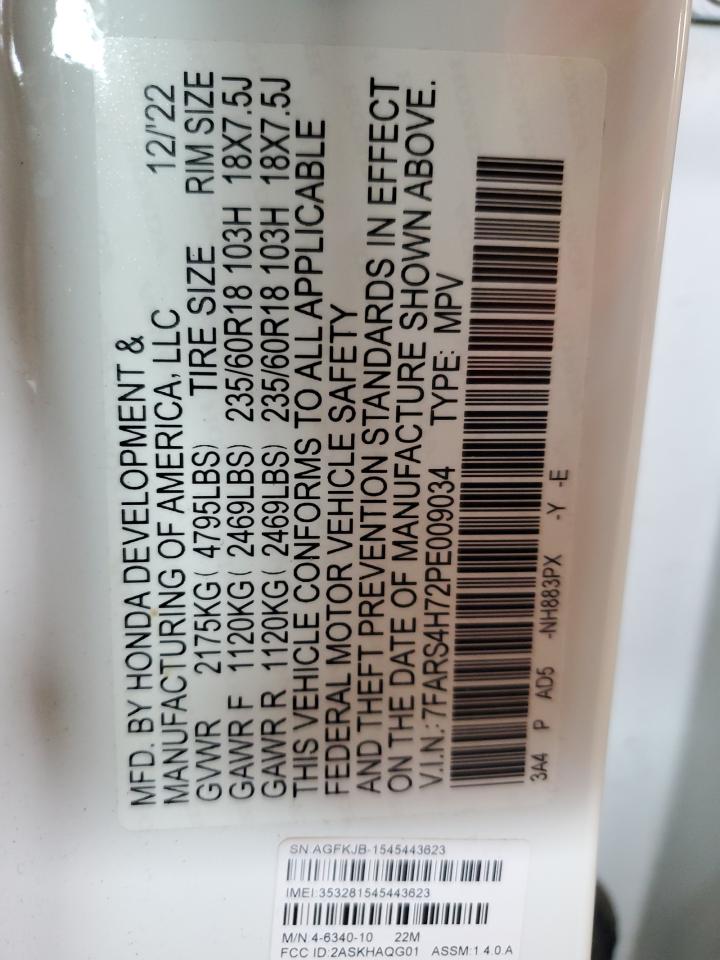 MFD. BY HONDA DEVELOPMENT &
MANUFACTURING OF AMERICA, LLC 12/'22
GVWR 2175KG ( 4795LBS) TIRE SIZE RIM SIZE
GAWR F 1120KG ( 2469LBS) 235/60R18 103H 18X7.5J
GAWR R 1120KG ( 2469LBS) 235/60R18 103H 18X7.5J
THIS VEHICLE CONFORMS TO ALL APPLICABLE
FEDERAL MOTOR VEHICLE SAFETY
AND THEFT PREVENTION STANDARDS IN EFFECT
ON THE DATE OF MANUFACTURE SHOWN ABOVE.
V.I.N.:7FARS4H72PE009034 TYPE: MPV
3A4 P AD5 -NH883PX -Y -E
SN:AGFKJB-1545443623
IMEI:353281545443623
M/N:4-6340-10 22M
FCC ID:2ASKHAQG01 ASSM:1 4.0.A